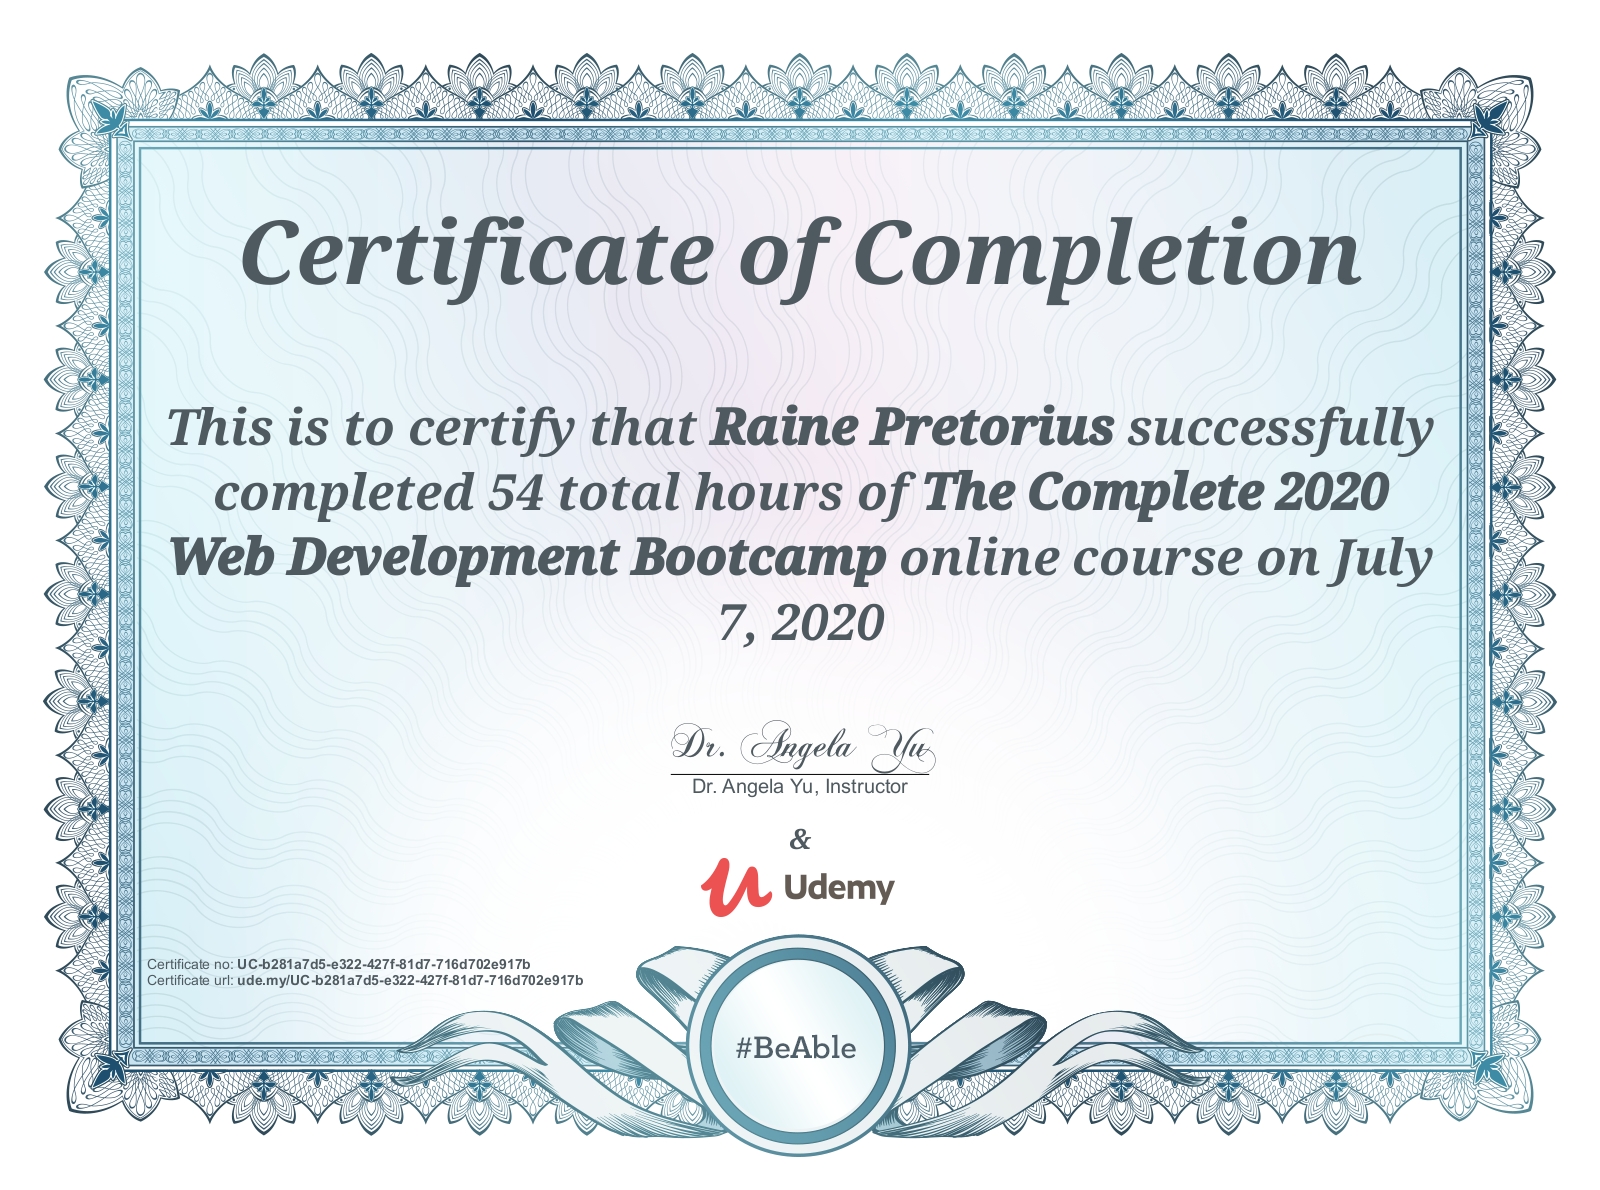 Certificate of Completion
This is to certify that Raine Pretorius successfully
completed 54 total hours of The Complete 2020
Web Development Bootcamp online course on July
7, 2020
Dr. Angela Yu
Dr. Angela Yu, Instructor
&
Udemy
Certificate no: UC-b281a7d5-e322-427f-81d7-716d702e917b
Certificate url: ude.my/UC-b281a7d5-e322-427f-81d7-716d702e917b
#BeAble